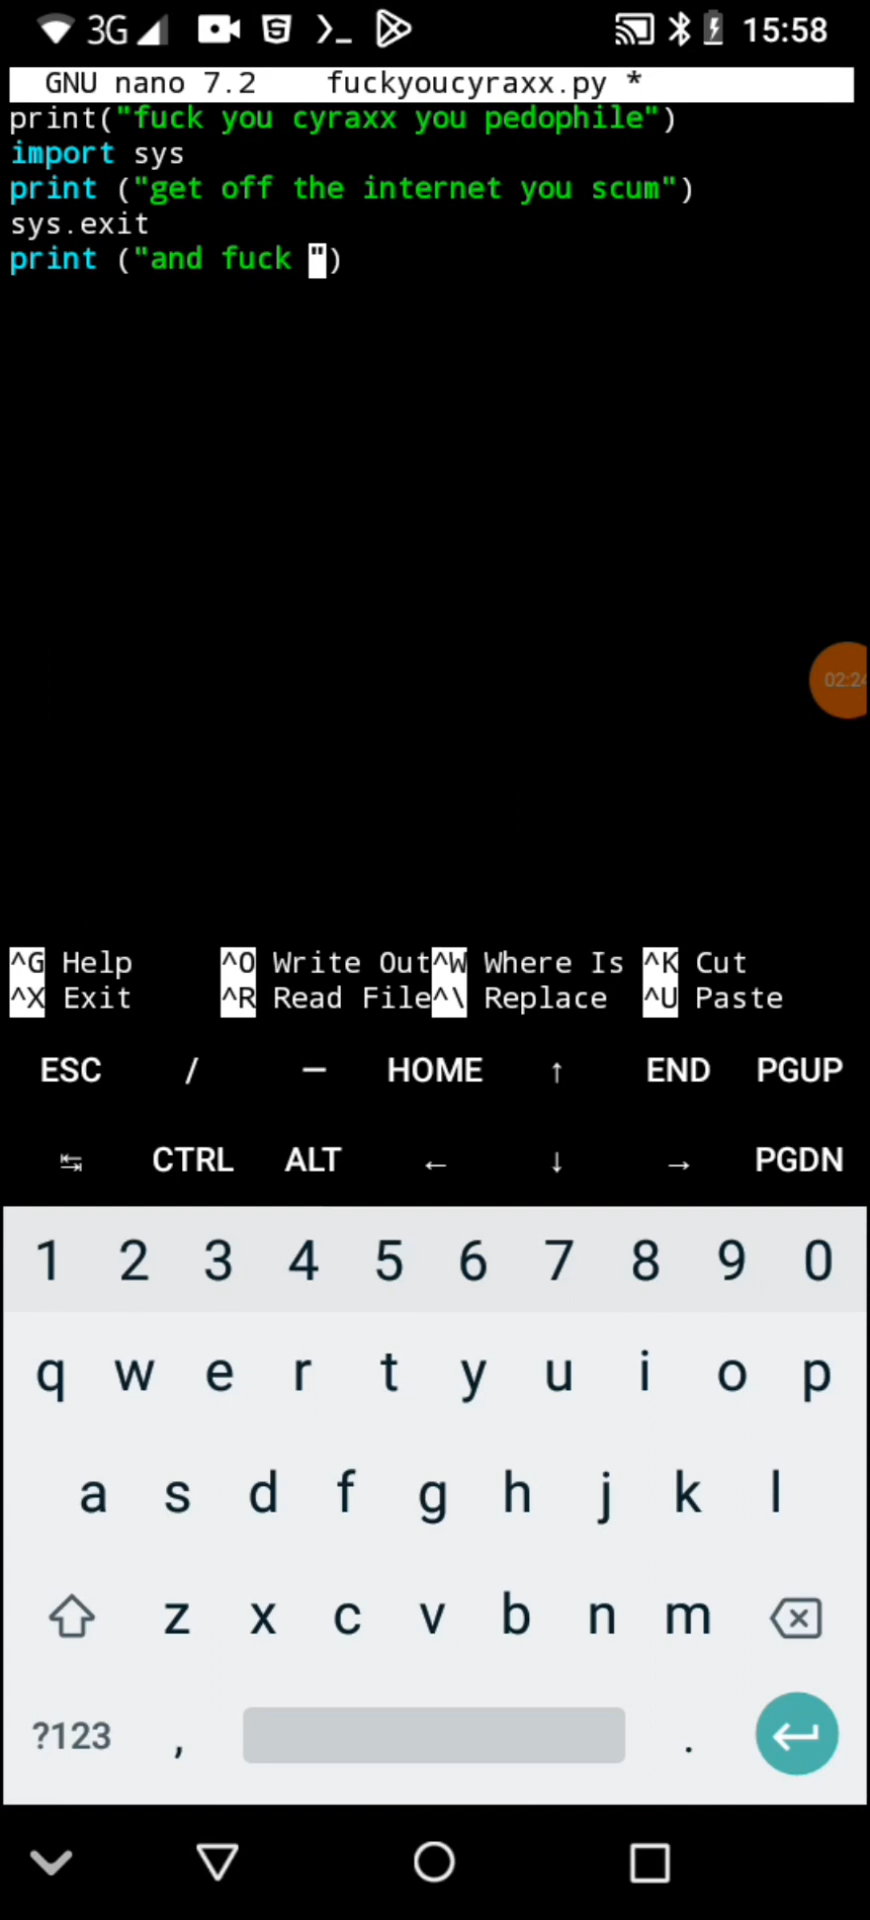 3G 15:58
GNU nano 7.2 fuckyoucyraxx.py *
print("fuck you cyraxx you pedophile")
import sys
print ("get off the internet you scum")
sys.exit
print ("and fuck ")
02:24
^G Help ^O Write Out ^W Where Is ^K Cut
^X Exit ^R Read File ^\ Replace ^U Paste
ESC / — HOME ↑ END PGUP
↹ CTRL ALT ← ↓ → PGDN
1 2 3 4 5 6 7 8 9 0
q w e r t y u i o p
a s d f g h j k l
z x c v b n m
?123 , .